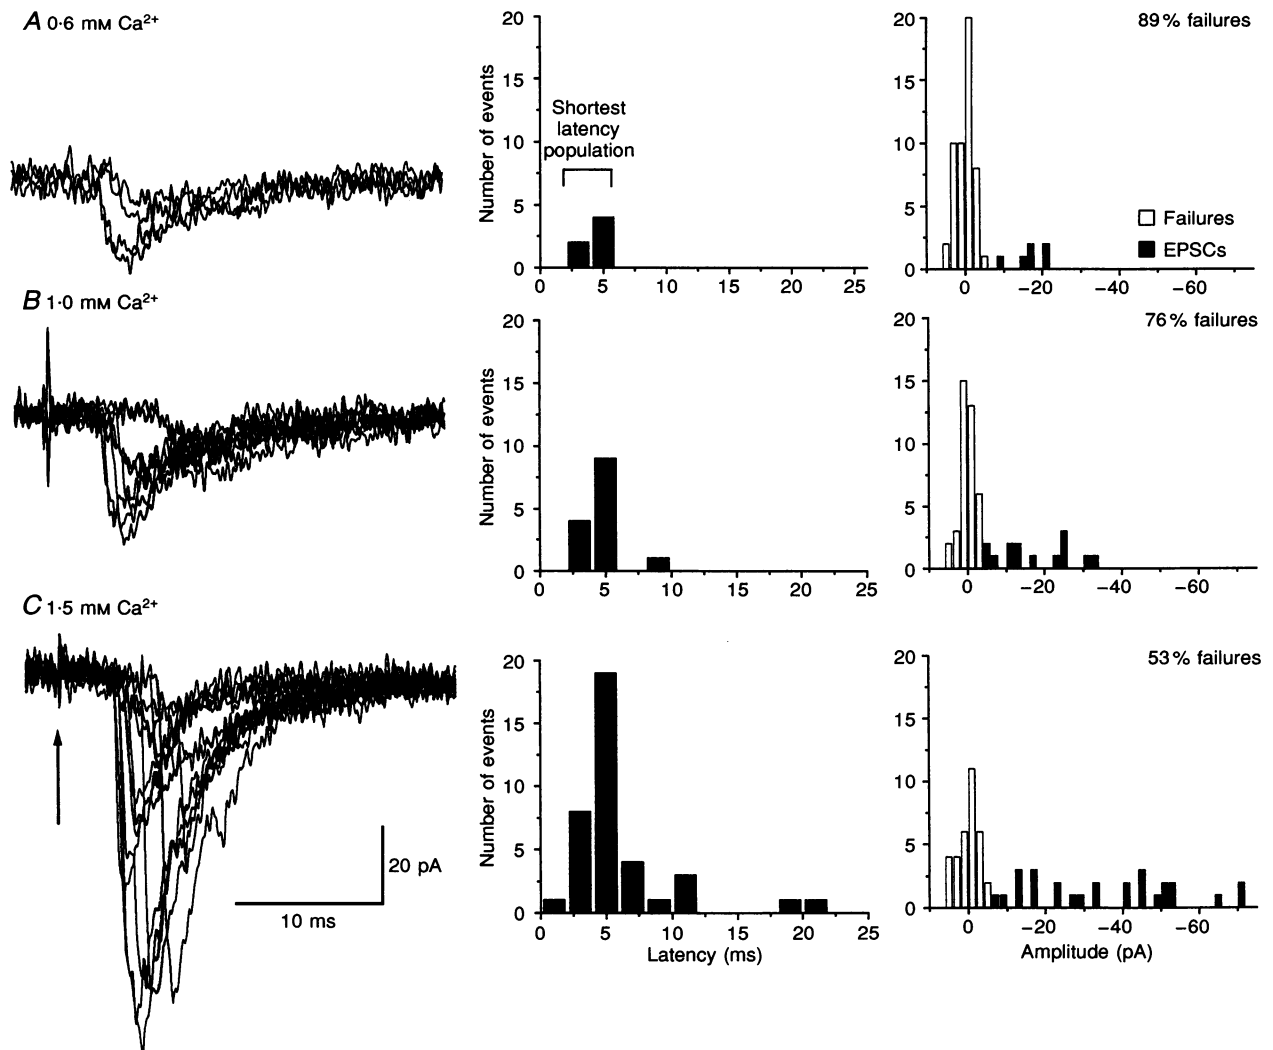 A 0·6 mM Ca²⁺
20
15
10
5
0
Number of events
Shortest
latency
population
0 5 10 15 20 25
89% failures
20
15
10
5
0
Failures
EPSCs
0 −20 −40 −60
B 1·0 mM Ca²⁺
20
15
10
5
0
Number of events
0 5 10 15 20 25
76% failures
20
15
10
5
0
0 −20 −40 −60
C 1·5 mM Ca²⁺
20 pA
10 ms
20
15
10
5
0
Number of events
0 5 10 15 20 25
Latency (ms)
53% failures
20
15
10
5
0
0 −20 −40 −60
Amplitude (pA)